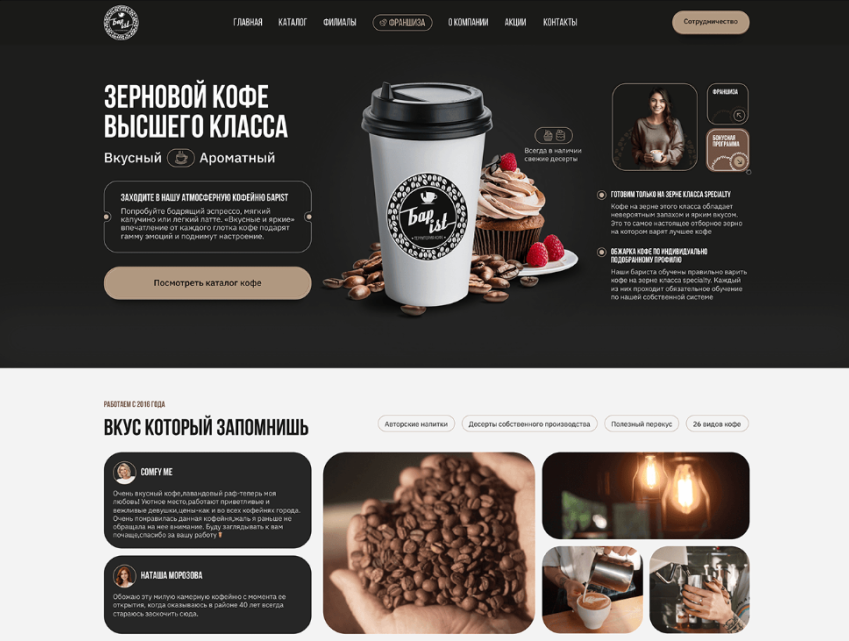 ГЛАВНАЯ КАТАЛОГ ФИЛИАЛЫ ФРАНШИЗА О КОМПАНИИ АКЦИИ КОНТАКТЫ
Сотрудничество
ЗЕРНОВОЙ КОФЕ
ВЫСШЕГО КЛАССА
Вкусный Ароматный
ЗАХОДИТЕ В НАШУ АТМОСФЕРНУЮ КОФЕЙНЮ БАРIST
Попробуйте бодрящий эспрессо, мягкий
капучино или легкий латте. «Вкусные и яркие»
впечатление от каждого глотка кофе подарят
гамму эмоций и поднимут настроение.
Посмотреть каталог кофе
Бар
ist
Всегда в наличии
свежие десерты
ФРАНШИЗА
БОНУСНАЯ
ПРОГРАММА
ГОТОВИМ ТОЛЬКО НА ЗЕРНЕ КЛАССА SPECIALTY
Кофе на зерне этого класса обладает
невероятным запахом и ярким вкусом.
Это то самое настоящее отборное зерно
на котором варят лучшее кофе
ОБЖАРКА КОФЕ ПО ИНДИВИДУАЛЬНО
ПОДОБРАННОМУ ПРОФИЛЮ
Наши бариста обучены правильно варить
кофе на зерне класса specialty. Каждый
из них проходит обязательное обучение
по нашей собственной системе
РАБОТАЕМ С 2016 ГОДА
ВКУС КОТОРЫЙ ЗАПОМНИШЬ
Авторские напитки Десерты собственного производства Полезный перекус 26 видов кофе
COMFY ME
Очень вкусный кофе,лавандовый раф-теперь моя
любовь! Уютное место,работают приветливые и
вежливые девушки,цены-как и во всех кофейнях города.
Очень понравилась данная кофейня,жаль я раньше не
обращала на нее внимание. Буду заглядывать к вам
почаще,спасибо за вашу работу
НАТАША МОРОЗОВА
Обожаю эту милую камерную кофейню с момента ее
открытия, когда оказываюсь в районе 40 лет всегда
стараюсь заскочить сюда.